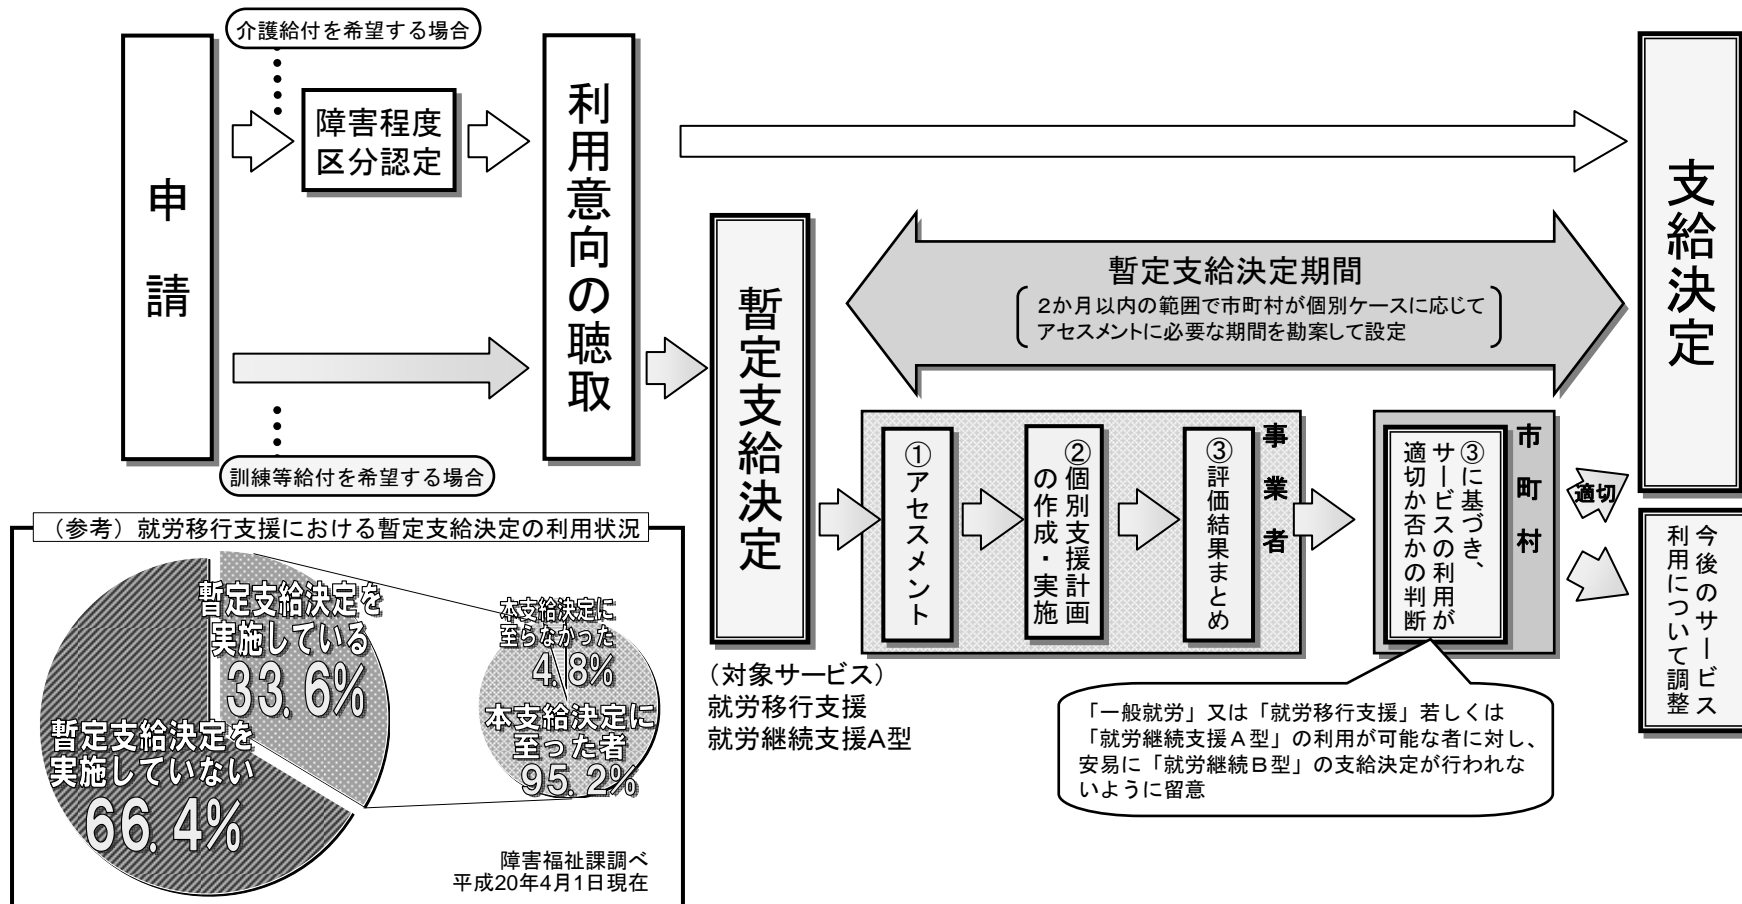 介護給付を希望する場合
申請
障害程度
区分認定
利用意向の聴取
支給決定
暫定支給決定期間
２か月以内の範囲で市町村が個別ケースに応じて
アセスメントに必要な期間を勘案して設定
暫定支給決定
訓練等給付を希望する場合
事業者
①アセスメント
②個別支援計画
の作成・実施
③評価結果まとめ
市町村
③に基づき、
サービスの利用が
適切か否かの判断
適切
今後のサービス
利用について調整
（対象サービス）
就労移行支援
就労継続支援A型
「一般就労」又は「就労移行支援」若しくは
「就労継続支援Ａ型」の利用が可能な者に対し、
安易に「就労継続Ｂ型」の支給決定が行われな
いように留意
（参考）就労移行支援における暫定支給決定の利用状況
暫定支給決定を
実施している
33.6%
暫定支給決定を
実施していない
66.4%
本支給決定に
至らなかった
4.8%
本支給決定に
至った者
95.2%
障害福祉課調べ
平成20年4月1日現在